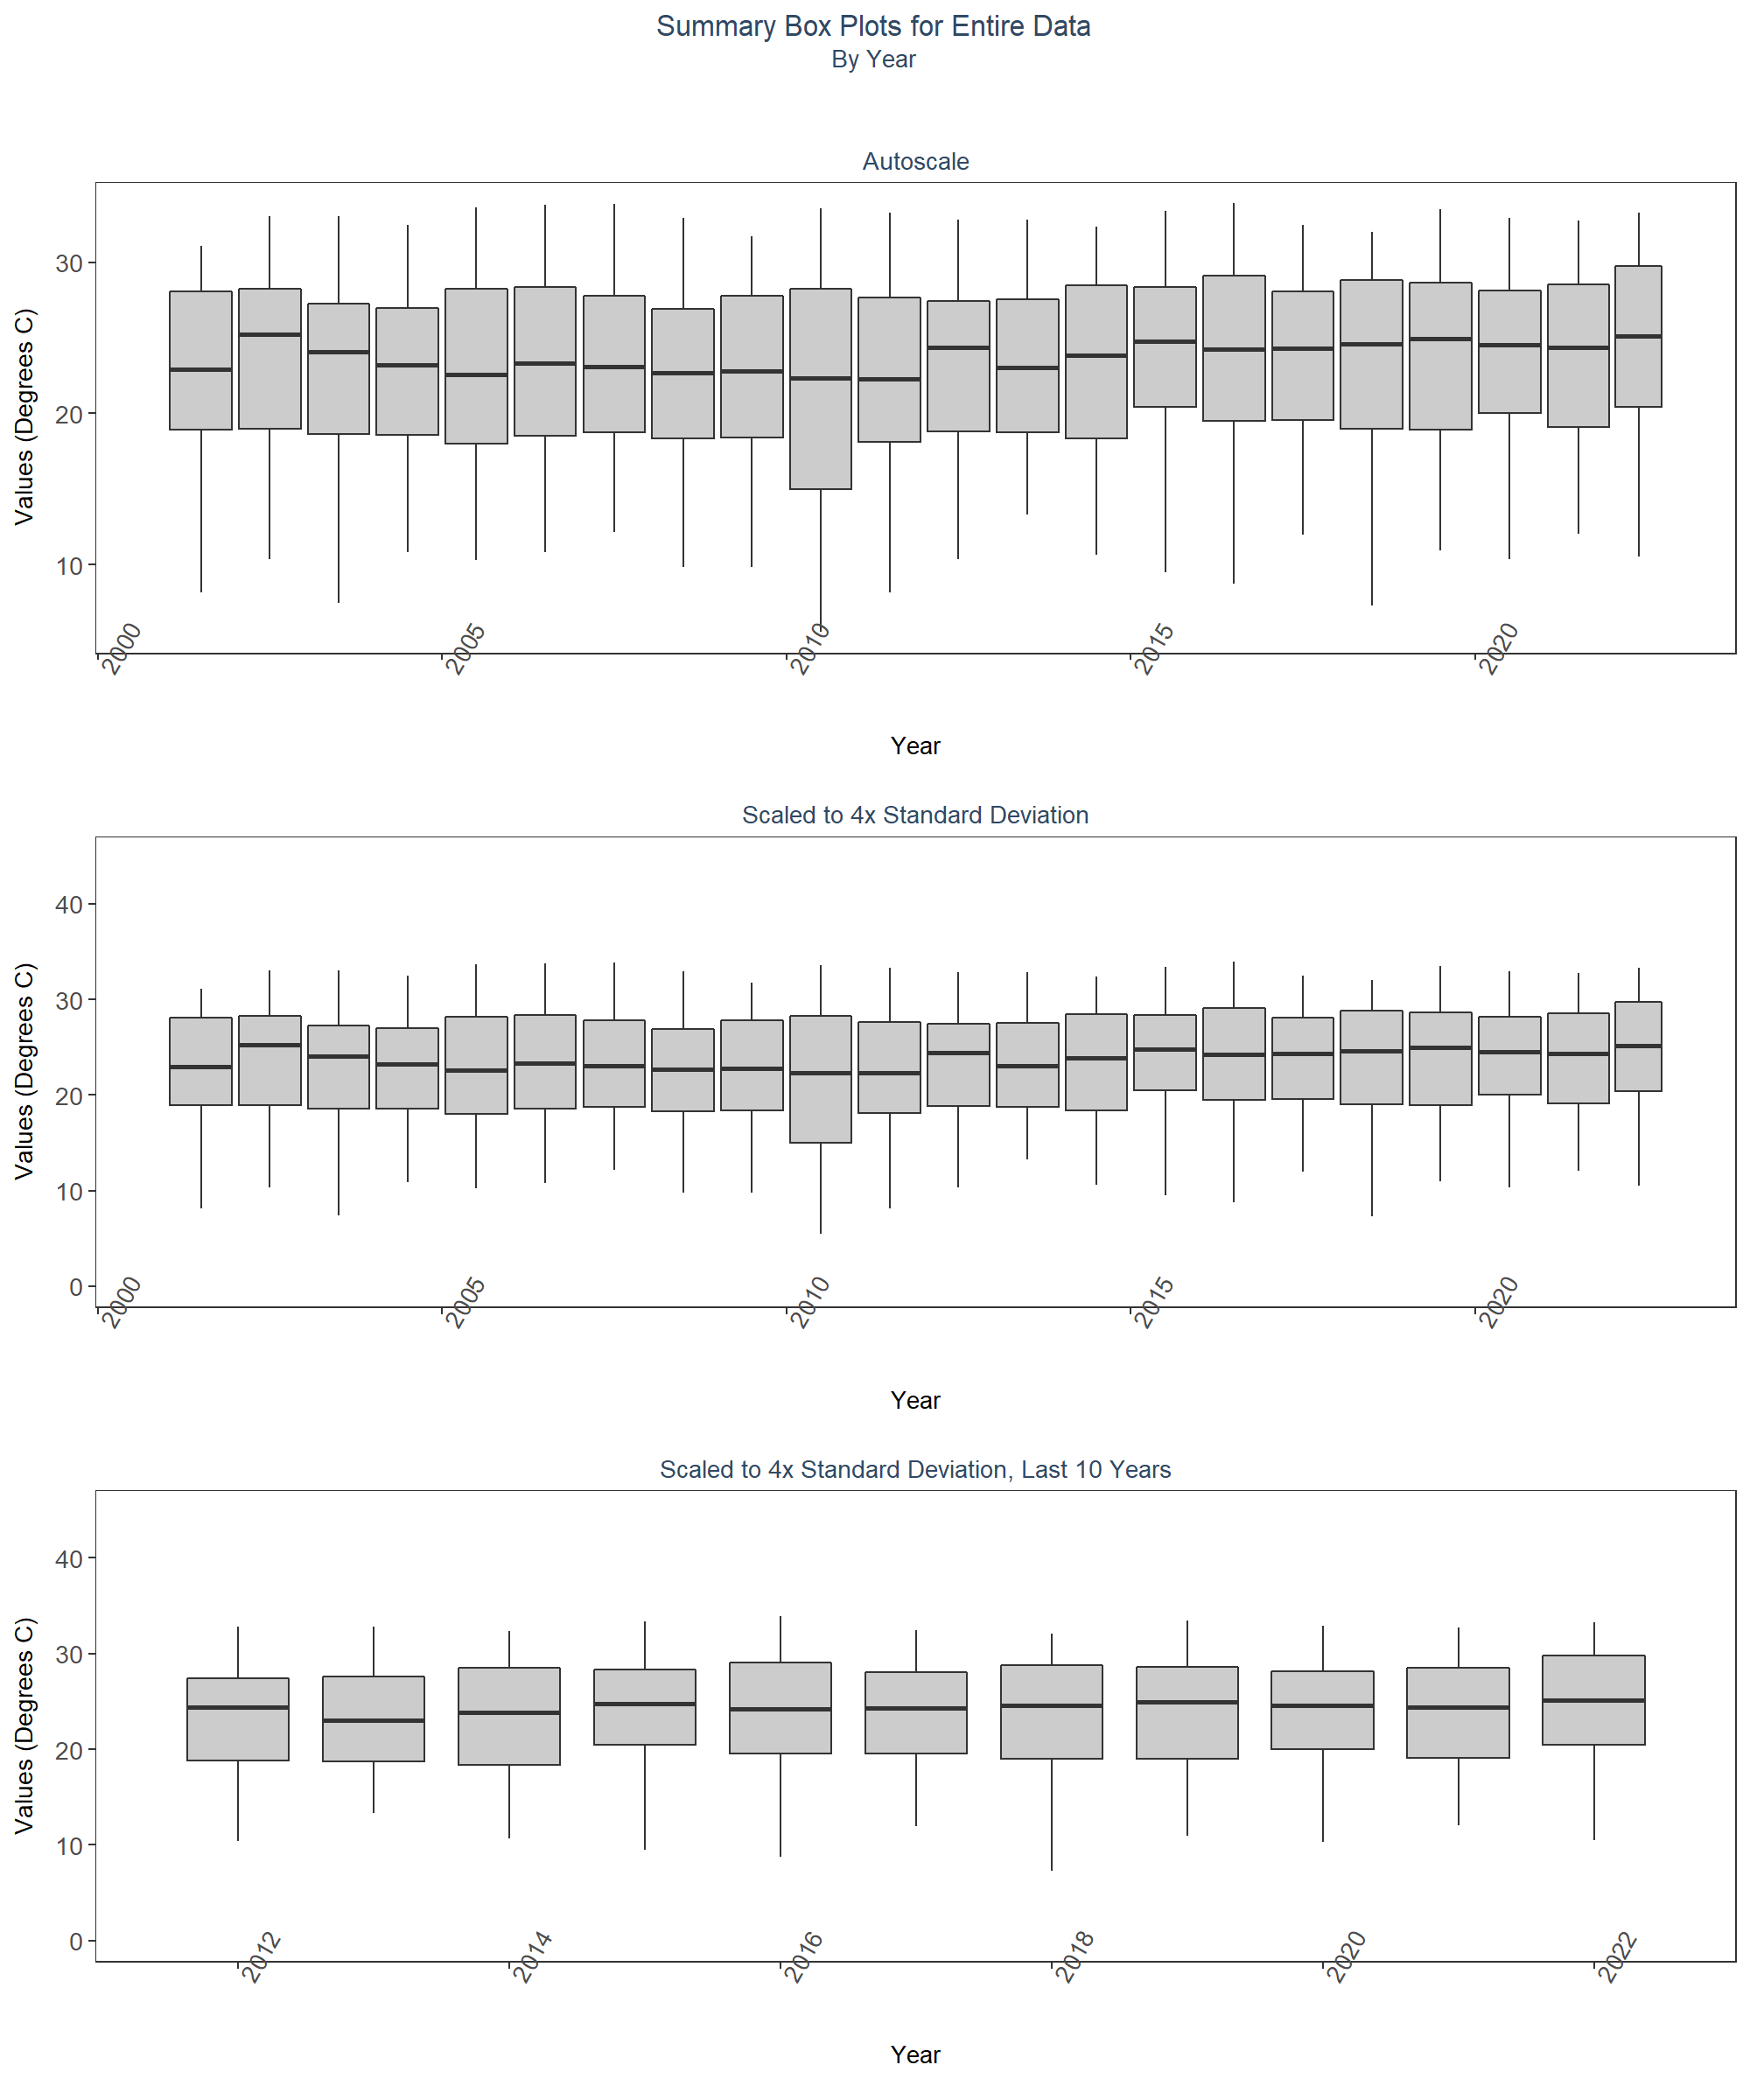 Summary Box Plots for Entire Data
By Year
Autoscale
Values (Degrees C)
30
20
10
2000 2005 2010 2015 2020
Year
Scaled to 4x Standard Deviation
Values (Degrees C)
40
30
20
10
0
2000 2005 2010 2015 2020
Year
Scaled to 4x Standard Deviation, Last 10 Years
Values (Degrees C)
40
30
20
10
0
2012 2014 2016 2018 2020 2022
Year